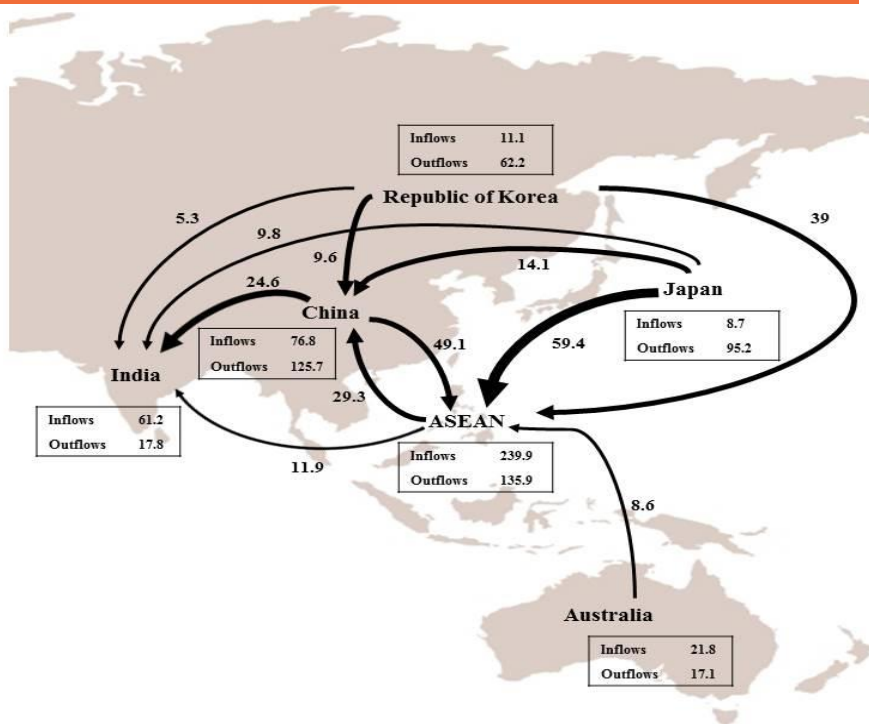 Inflows 11.1
Outflows 62.2
Republic of Korea
39
5.3
9.8
9.6
14.1
24.6
Japan
China
Inflows 8.7
Outflows 95.2
Inflows 76.8
Outflows 125.7
49.1
59.4
India
29.3
Inflows 61.2
Outflows 17.8
ASEAN
11.9
Inflows 239.9
Outflows 135.9
8.6
Australia
Inflows 21.8
Outflows 17.1